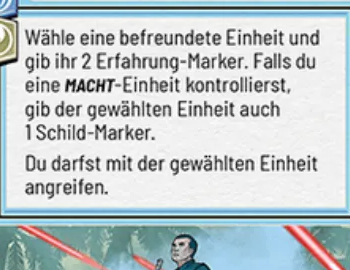 Wähle eine befreundete Einheit und
gib ihr 2 Erfahrung-Marker. Falls du
eine MACHT-Einheit kontrollierst,
gib der gewählten Einheit auch
1 Schild-Marker.
Du darfst mit der gewählten Einheit
angreifen.